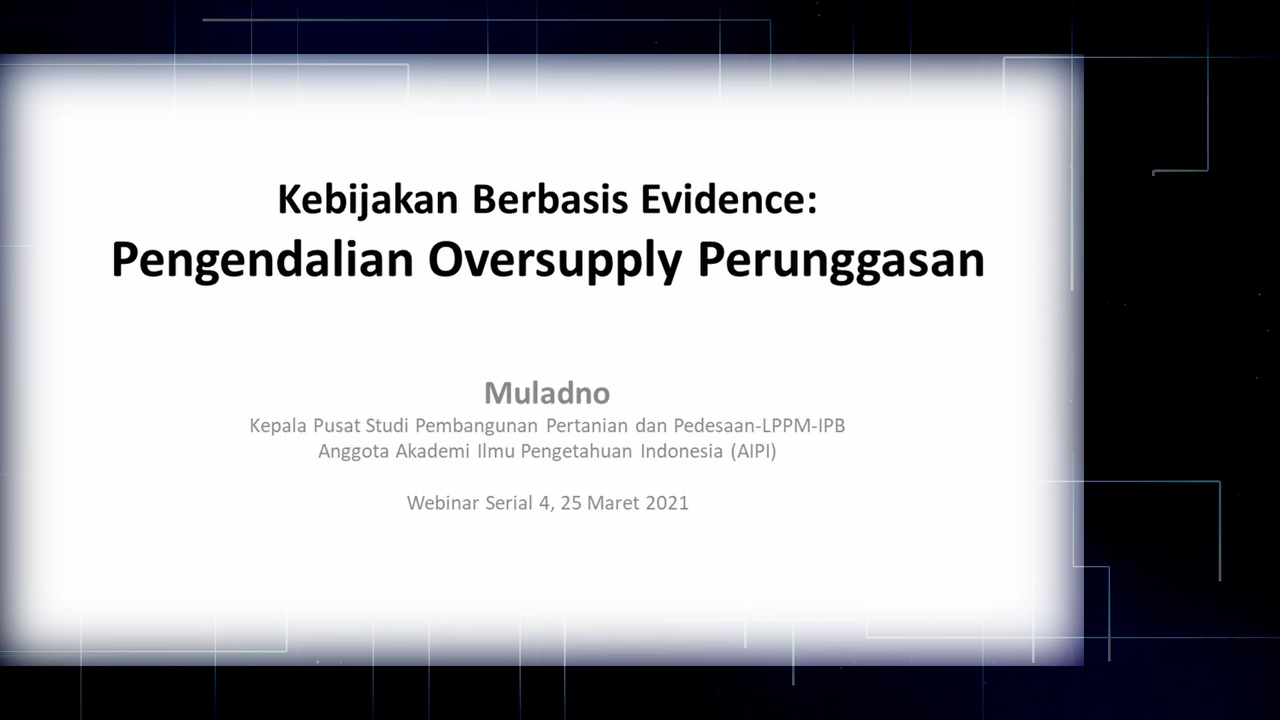 Kebijakan Berbasis Evidence:
Pengendalian Oversupply Perunggasan
Muladno
Kepala Pusat Studi Pembangunan Pertanian dan Pedesaan-LPPM-IPB
Anggota Akademi Ilmu Pengetahuan Indonesia (AIPI)
Webinar Serial 4, 25 Maret 2021